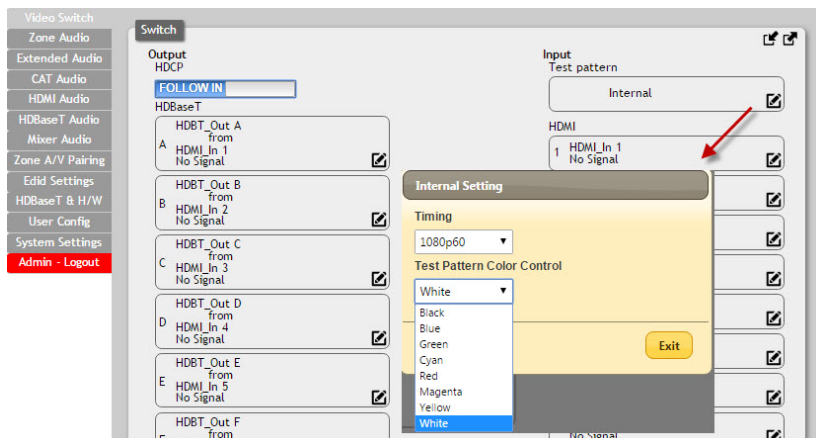 Video Switch
Zone Audio
Extended Audio
CAT Audio
HDMI Audio
HDBaseT Audio
Mixer Audio
Zone A/V Pairing
Edid Settings
HDBaseT & H/W
User Config
System Settings
Admin - Logout
Switch
Output
HDCP
FOLLOW IN
HDBaseT
A
HDBT_Out A
from
HDMI_In 1
No Signal
B
HDBT_Out B
from
HDMI_In 2
No Signal
C
HDBT_Out C
from
HDMI_In 3
No Signal
D
HDBT_Out D
from
HDMI_In 4
No Signal
E
HDBT_Out E
from
HDMI_In 5
No Signal
HDBT_Out F
from
Input
Test pattern
Internal
HDMI
1 HDMI_In 1
No Signal
Internal Setting
Timing
1080p60
Test Pattern Color Control
White
Black
Blue
Green
Cyan
Red
Magenta
Yellow
White
Exit
No Signal